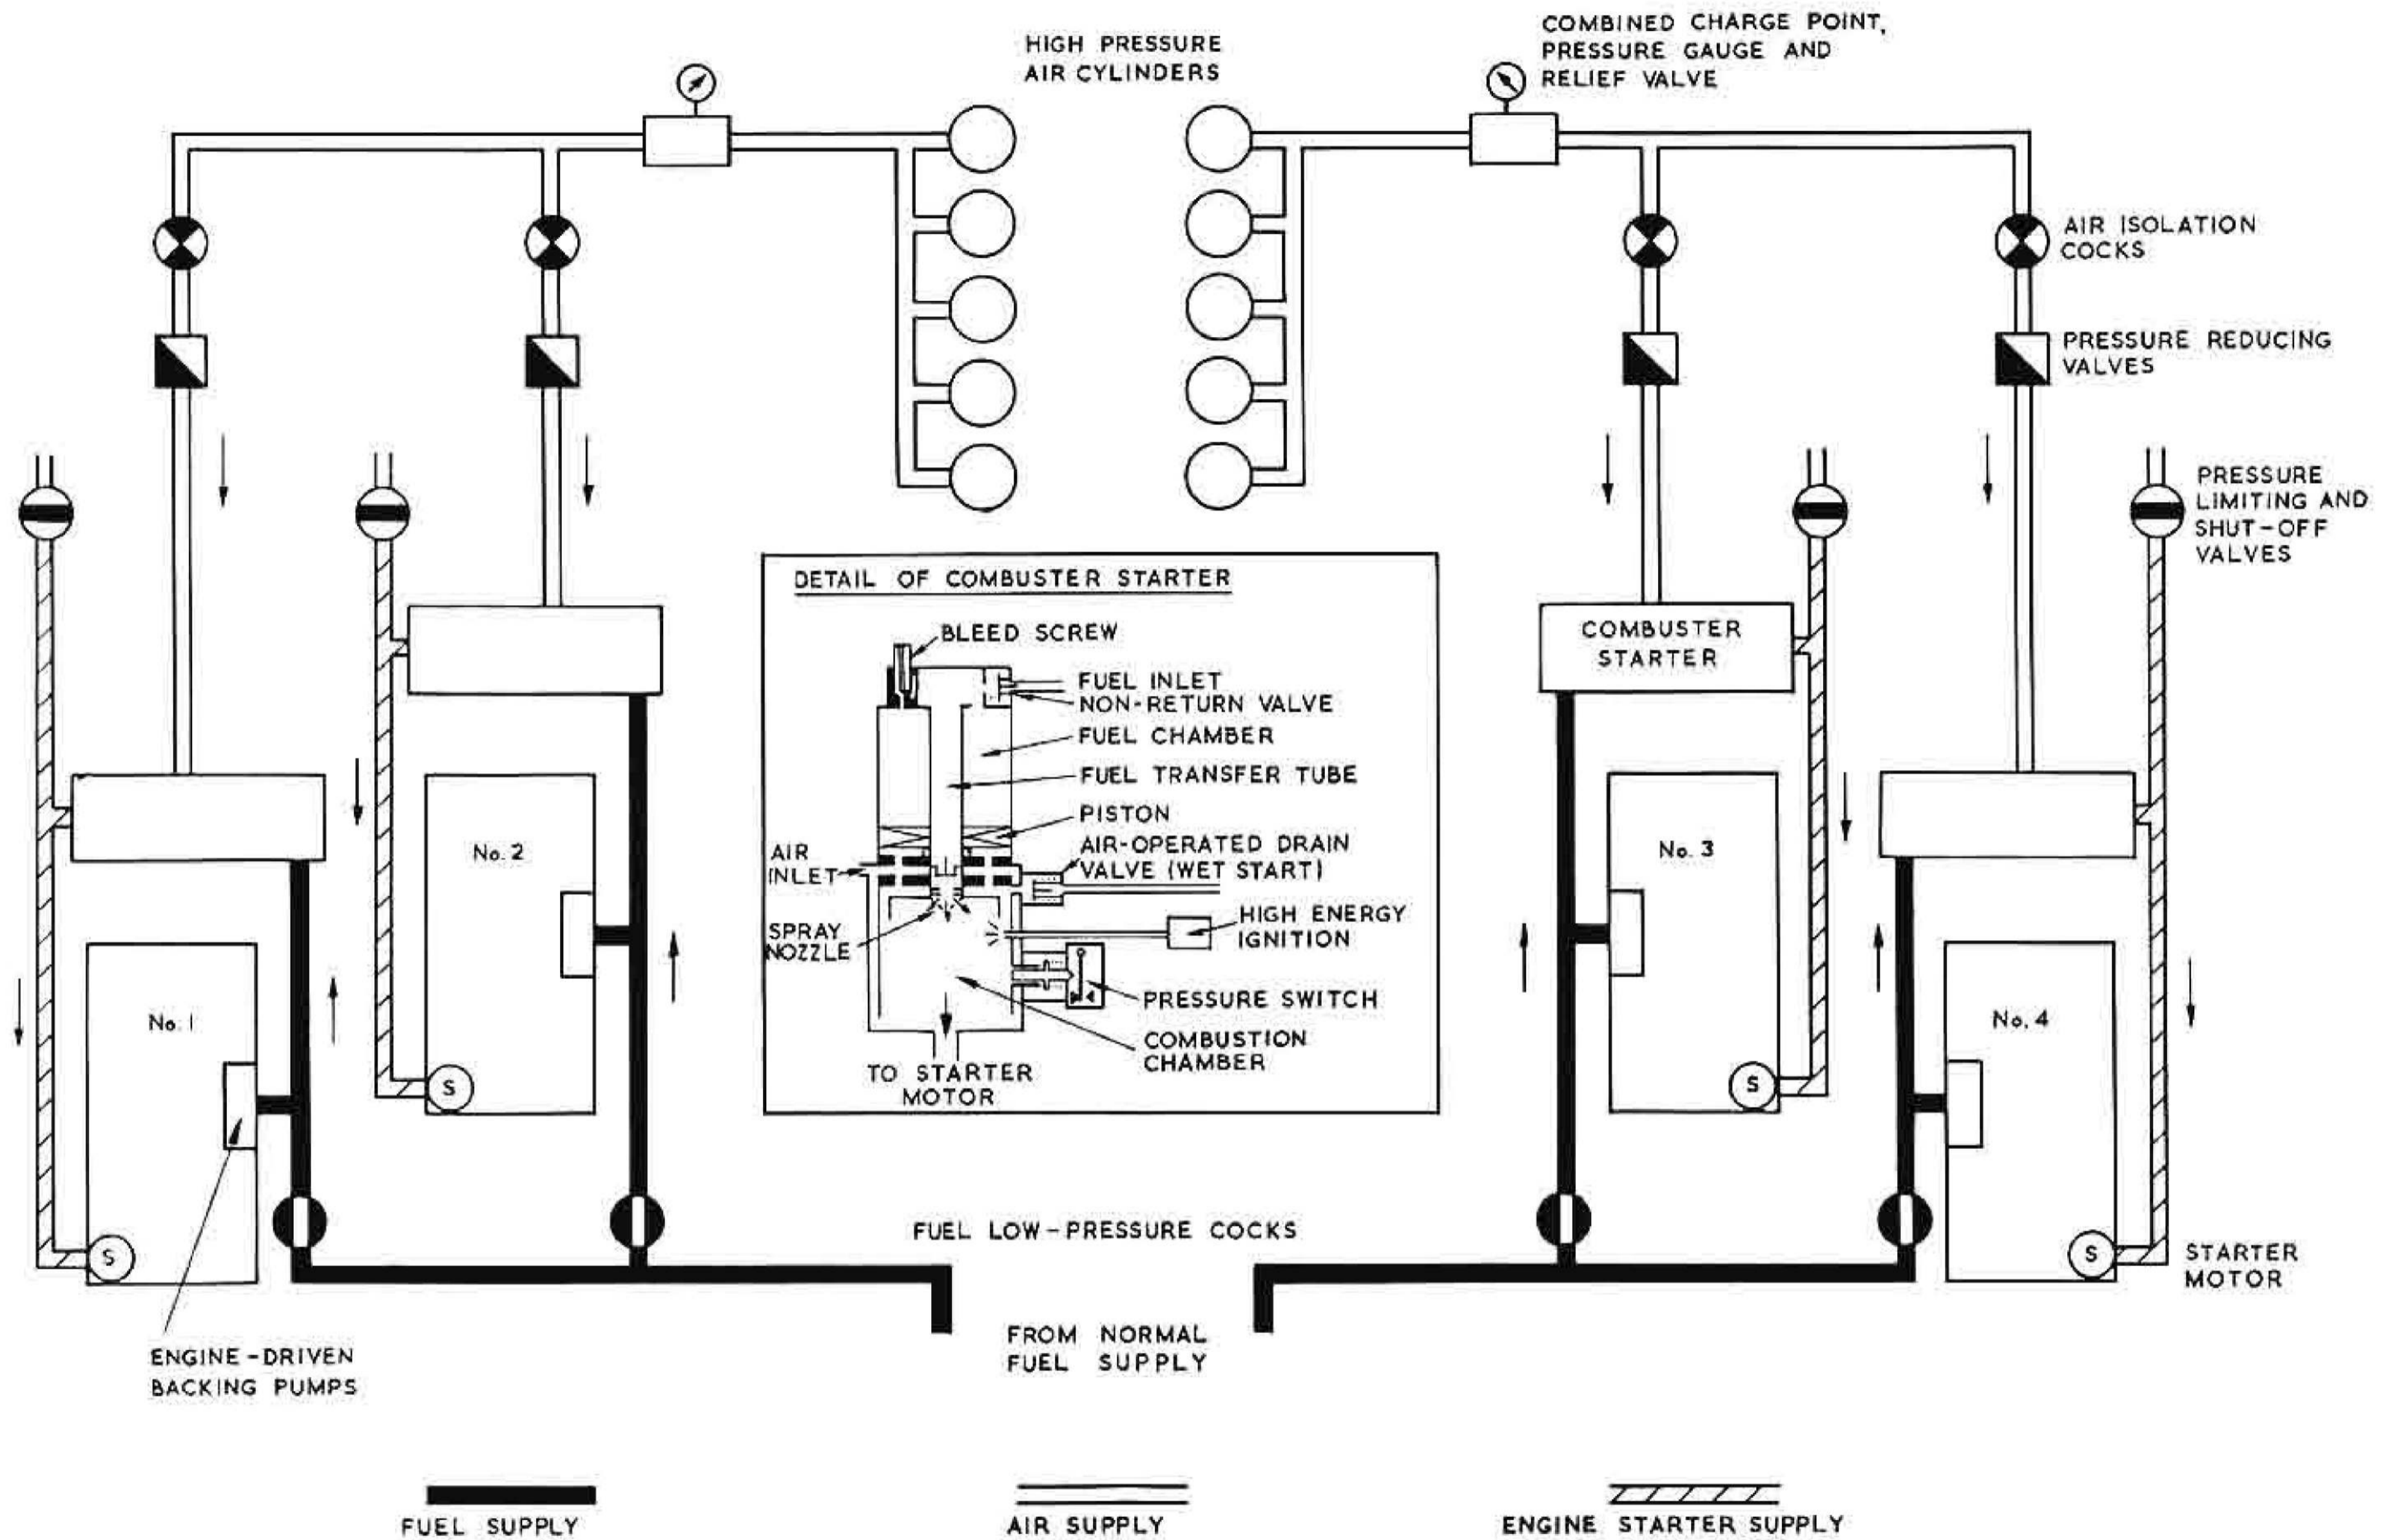 HIGH PRESSURE
AIR CYLINDERS
COMBINED CHARGE POINT,
PRESSURE GAUGE AND
RELIEF VALVE
AIR ISOLATION
COCKS
PRESSURE REDUCING
VALVES
PRESSURE
LIMITING AND
SHUT-OFF
VALVES
DETAIL OF COMBUSTER STARTER
BLEED SCREW
FUEL INLET
NON-RETURN VALVE
FUEL CHAMBER
FUEL TRANSFER TUBE
PISTON
AIR-OPERATED DRAIN
VALVE (WET START)
AIR
INLET
HIGH ENERGY
IGNITION
SPRAY
NOZZLE
PRESSURE SWITCH
COMBUSTION
CHAMBER
TO STARTER
MOTOR
COMBUSTER
STARTER
No. 1
No. 2
No. 3
No. 4
S
S
S
S
FUEL LOW-PRESSURE COCKS
STARTER
MOTOR
FROM NORMAL
FUEL SUPPLY
ENGINE-DRIVEN
BACKING PUMPS
FUEL SUPPLY
AIR SUPPLY
ENGINE STARTER SUPPLY